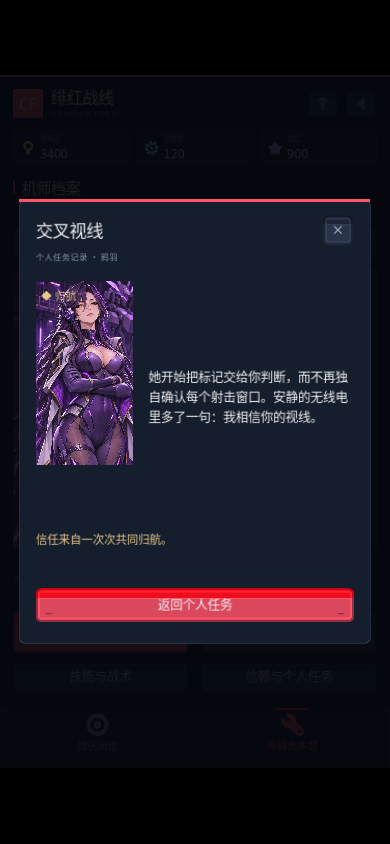 CF
绯红战线
?
3400
120
900
机师档案
交叉视线
×
个人任务记录 · 鸦羽
她开始把标记交给你判断，而不再独
自确认每个射击窗口。安静的无线电
里多了一句：我相信你的视线。
信任来自一次次共同归航。
返回个人任务
技能与战术
信赖与个人任务